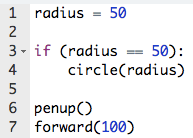 1 radius = 50
2
3 if (radius == 50):
4     circle(radius)
5
6 penup()
7 forward(100)